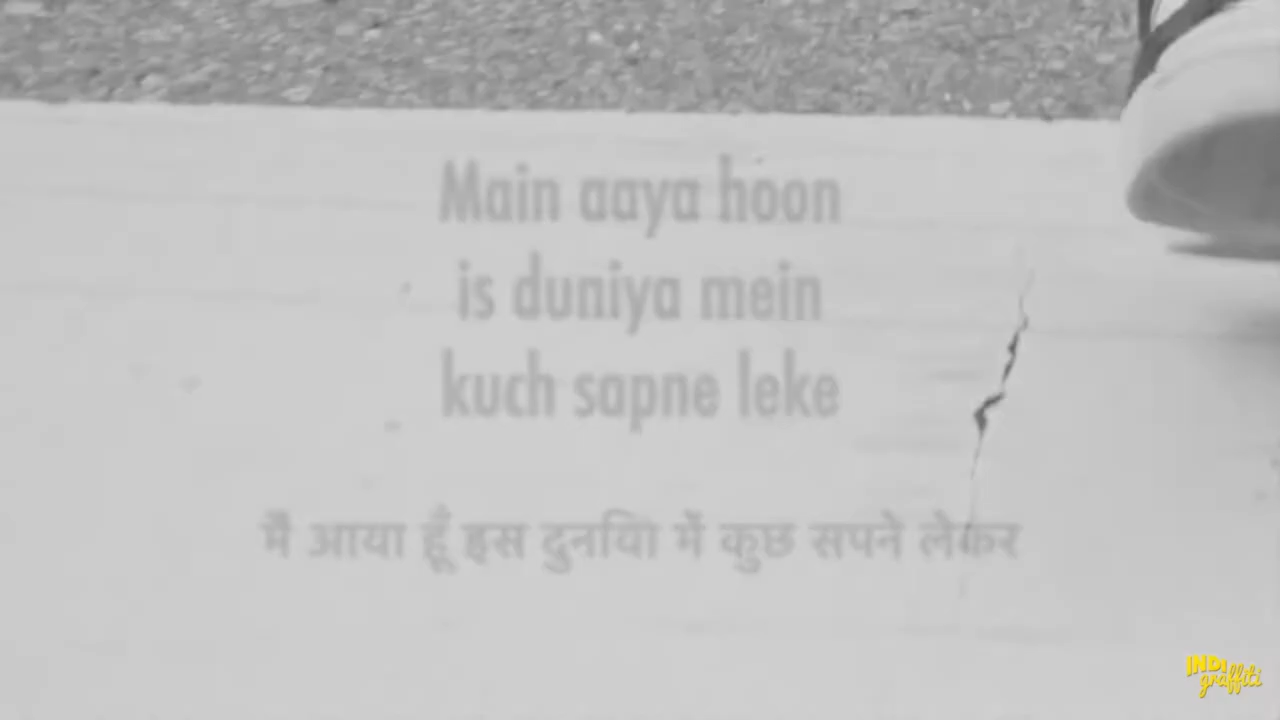 Main aaya hoon
is duniya mein
kuch sapne leke
मै आया हूँ इस दुनयिा में कुछ सपने लेकर
INDI
graffiti